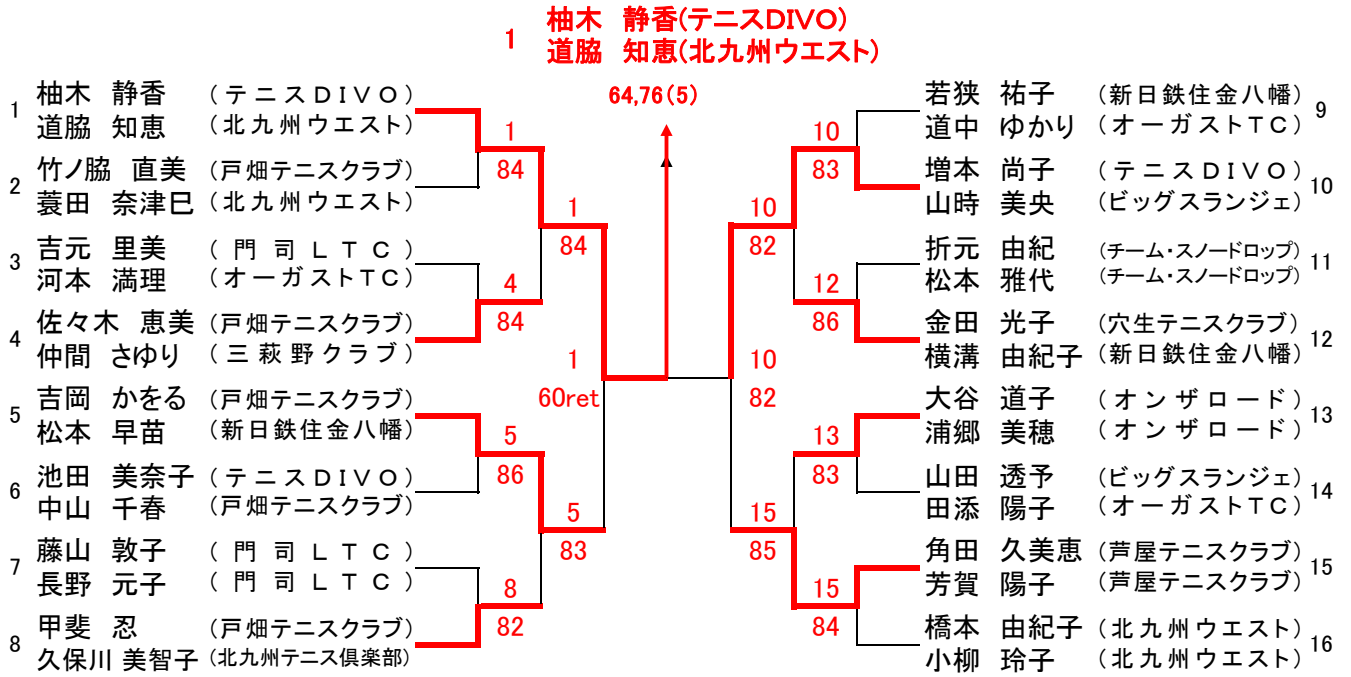 1
柚木 静香(テニスDIVO)
道脇 知恵(北九州ウエスト)
64,76(5)
1
柚木 静香 (テニスDIVO)
道脇 知恵 (北九州ウエスト)
2
竹ノ脇 直美 (戸畑テニスクラブ)
蓑田 奈津巳 (北九州ウエスト)
3
吉元 里美 (門司LTC)
河本 満理 (オーガストTC)
4
佐々木 恵美 (戸畑テニスクラブ)
仲間 さゆり (三萩野クラブ)
5
吉岡 かをる (戸畑テニスクラブ)
松本 早苗 (新日鉄住金八幡)
6
池田 美奈子 (テニスDIVO)
中山 千春 (戸畑テニスクラブ)
7
藤山 敦子 (門司LTC)
長野 元子 (門司LTC)
8
甲斐 忍 (戸畑テニスクラブ)
久保川 美智子 (北九州テニス倶楽部)
1
84
4
84
5
86
8
82
1
84
5
83
1
60ret
10
82
10
82
15
85
10
83
12
86
13
83
15
84
若狭 祐子 (新日鉄住金八幡)
道中 ゆかり (オーガストTC)
9
増本 尚子 (テニスDIVO)
山時 美央 (ビッグスランジェ)
10
折元 由紀 (チーム・スノードロップ)
松本 雅代 (チーム・スノードロップ)
11
金田 光子 (穴生テニスクラブ)
横溝 由紀子 (新日鉄住金八幡)
12
大谷 道子 (オンザロード)
浦郷 美穂 (オンザロード)
13
山田 透予 (ビッグスランジェ)
田添 陽子 (オーガストTC)
14
角田 久美恵 (芦屋テニスクラブ)
芳賀 陽子 (芦屋テニスクラブ)
15
橋本 由紀子 (北九州ウエスト)
小柳 玲子 (北九州ウエスト)
16